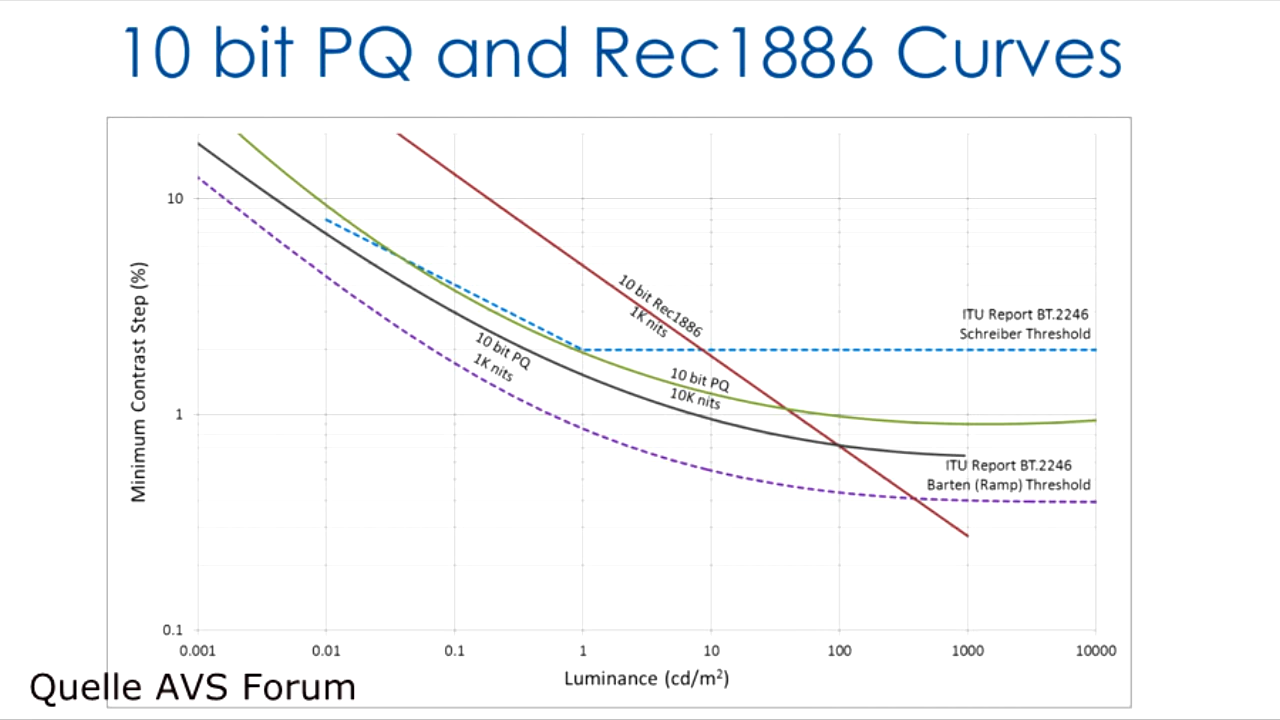 10 bit PQ and Rec1886 Curves
10
1
0.1
Minimum Contrast Step (%)
10 bit Rec1886
1K nits
ITU Report BT.2246
Schreiber Threshold
10 bit PQ
1K nits
10 bit PQ
10K nits
ITU Report BT.2246
Barten (Ramp) Threshold
0.001 0.01 0.1 1 10 100 1000 10000
Luminance (cd/m²)
Quelle AVS Forum